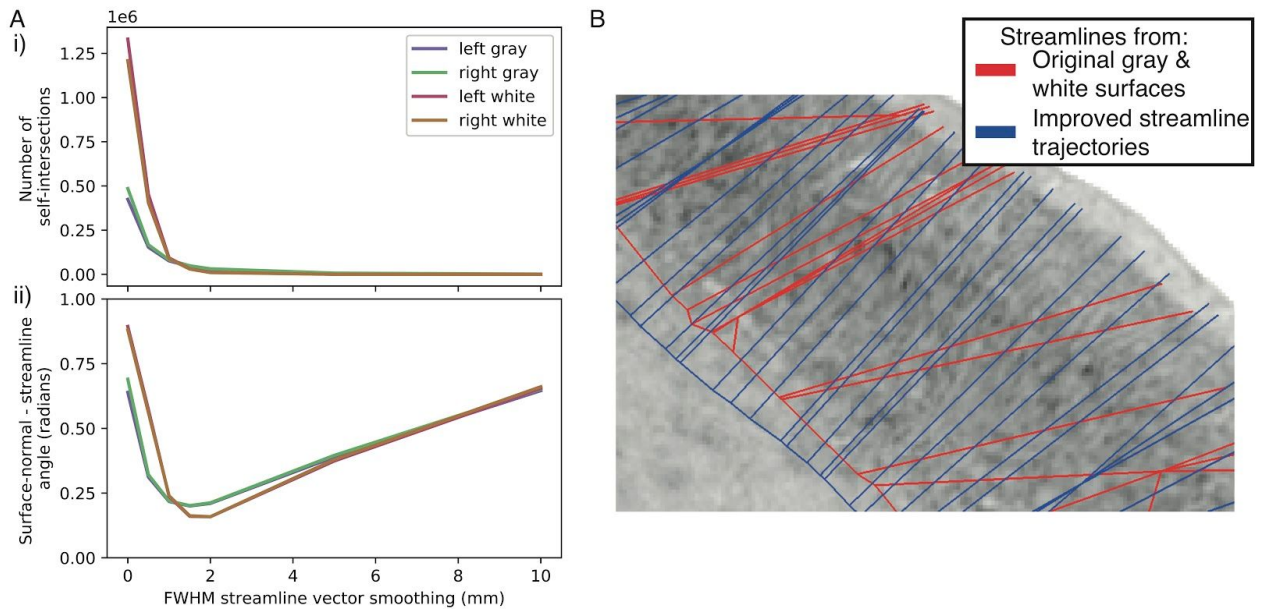 A
i)
1e6
1.25
1.00
0.75
0.50
0.25
0.00
Number of
self-intersections
left gray
right gray
left white
right white
ii)
1.00
0.75
0.50
0.25
0.00
Surface-normal - streamline
angle (radians)
0 2 4 6 8 10
FWHM streamline vector smoothing (mm)
B
Streamlines from:
Original gray &
white surfaces
Improved streamline
trajectories